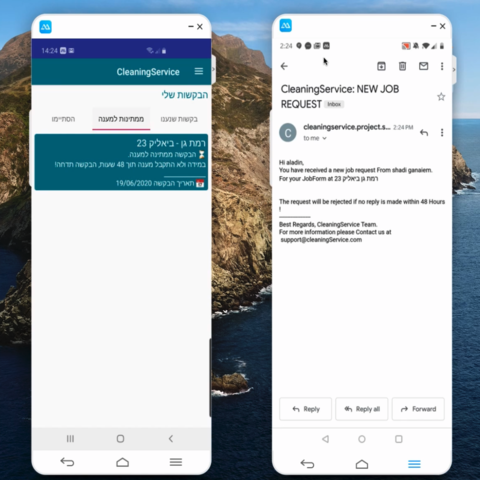 14:24
CleaningService
הבקשות שלי
בקשות שנענו
ממתינות למענה
הסתיימו
רמת גן - ביאליק 23
הבקשה ממתינה למענה.
במידה ולא התקבל מענה תוך 48 שעות, הבקשה תדחה!
תאריך הבקשה 19/06/2020
2:24
CleaningService: NEW JOB
REQUEST Inbox
C
cleaningservice.project.s... 2:24 PM
to me
Hi aladin,
You have received a new job request From shadi ganaiem.
For your JobForm at 23 רמת גן ביאליק
The request will be rejected if no reply is made within 48 Hours
!
Best Regards, CleaningService Team.
For more information please Contact us at
support@cleaningService.com
Reply
Reply all
Forward